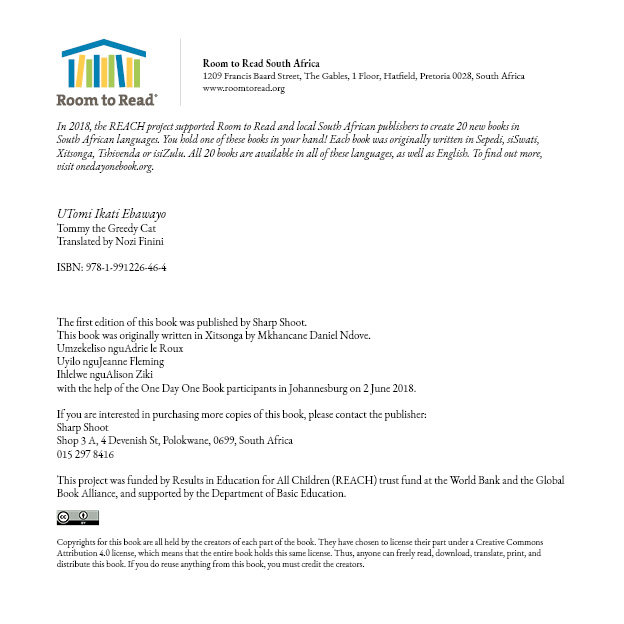 Room to Read®
Room to Read South Africa
1209 Francis Baard Street, The Gables, 1 Floor, Hatfield, Pretoria 0028, South Africa
www.roomtoread.org
In 2018, the REACH project supported Room to Read and local South African publishers to create 20 new books in
South African languages. You hold one of these books in your hand! Each book was originally written in Sepedi, siSwati,
Xitsonga, Tshivenda or isiZulu. All 20 books are available in all of these languages, as well as English. To find out more,
visit onedayonebook.org.
UTomi Ikati Ebawayo
Tommy the Greedy Cat
Translated by Nozi Finini
ISBN: 978-1-991226-46-4
The first edition of this book was published by Sharp Shoot.
This book was originally written in Xitsonga by Mkhancane Daniel Ndove.
Umzekeliso nguAdrie le Roux
Uyilo nguJeanne Fleming
Ihlelwe nguAlison Ziki
with the help of the One Day One Book participants in Johannesburg on 2 June 2018.
If you are interested in purchasing more copies of this book, please contact the publisher:
Sharp Shoot
Shop 3 A, 4 Devenish St, Polokwane, 0699, South Africa
015 297 8416
This project was funded by Results in Education for All Children (REACH) trust fund at the World Bank and the Global
Book Alliance, and supported by the Department of Basic Education.
cc BY
Copyrights for this book are all held by the creators of each part of the book. They have chosen to license their part under a Creative Commons
Attribution 4.0 license, which means that the entire book holds this same license. Thus, anyone can freely read, download, translate, print, and
distribute this book. If you do reuse anything from this book, you must credit the creators.